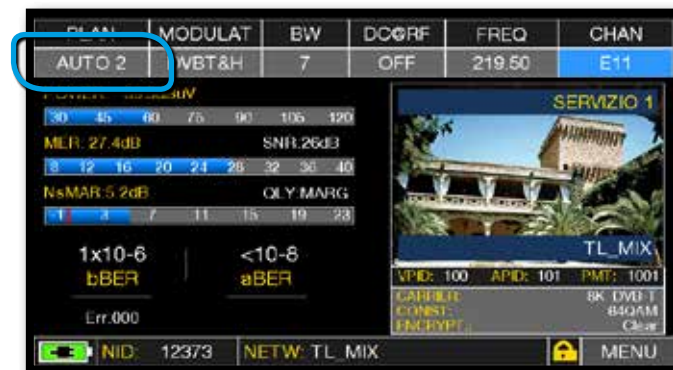 PLAN MODULAT BW DC@RF FREQ CHAN
AUTO 2 DVBT&H 7 OFF 219.50 E11
POWER:
30 45 60 75 90 105 120
MER: 27.4dB SNR:26dB
8 12 16 20 24 28 32 36 40
NsMAR:5.2dB QLY:MARG
-1 3 7 11 15 19 23
1x10-6 <10-8
bBER aBER
Err.000
SERVIZIO 1
TL_MIX
VPID: 100 APID: 101 PMT: 1001
CARRIER: 8K DVB-T
CONST.: 64QAM
ENCRYPT.: Clear
NID: 12373 NETW: TL_MIX MENU